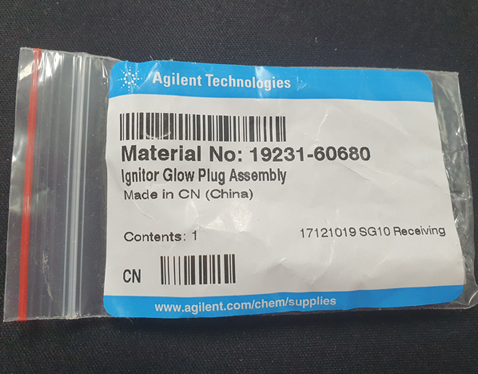 Agilent Technologies
Material No: 19231-60680
Ignitor Glow Plug Assembly
Made in CN (China)
Contents: 1
17121019 SG10 Receiving
CN
www.agilent.com/chem/supplies